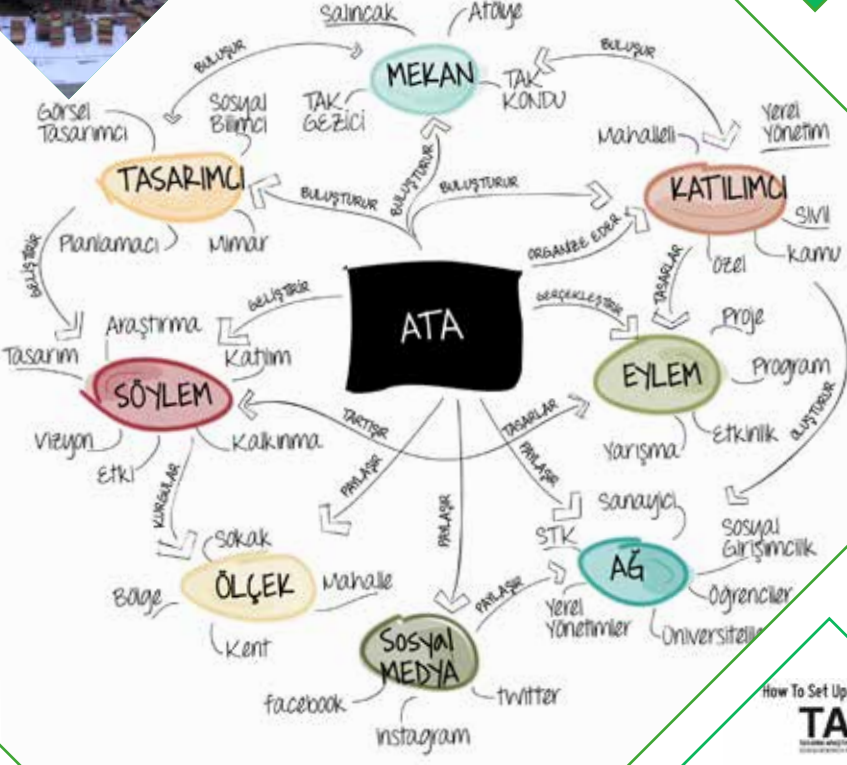 Salıncak
Atölye
MEKAN
TAK
GEZİCİ
TAK
KONDU
BULUŞUR
BULUŞUR
Görsel
Tasarımcı
Sosyal
Bilimci
TASARIMCI
Planlamacı
Mimar
Mahalleli
Yerel
Yönetim
KATILIMCI
Sivil
Kamu
Özel
BULUŞTURUR
BULUŞTURUR
BULUŞTURUR
ORGANİZE EDER
GELİŞTİRİR
GELİŞTİRİR
GERÇEKLEŞTİRİR
TASARLAR
ATA
Araştırma
Tasarım
Katılım
SÖYLEM
Vizyon
Etki
Kalkınma
Proje
Program
EYLEM
Etkinlik
Yarışma
OLUŞTURUR
TARTIŞIR
TASARLAR
KURGULAR
PAYLAŞIR
PAYLAŞIR
PAYLAŞIR
Sokak
Bölge
ÖLÇEK
Mahalle
Kent
Sanayici
STK
Sosyal
Girişimcilik
AĞ
Öğrenciler
Yerel
Yönetimler
PAYLAŞIR
Sosyal
MEDYA
facebook
instagram
twitter
How To Set Up
TA